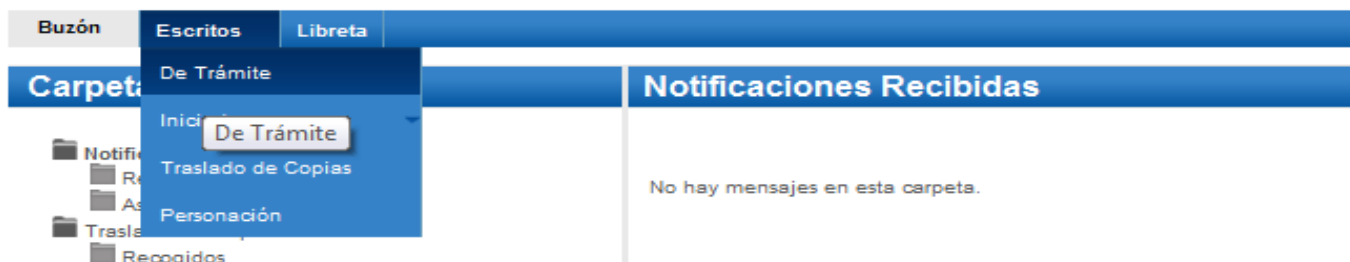 Buzón Escritos Libreta
De Trámite
Notificaciones Recibidas
De Trámite
Traslado de Copias
No hay mensajes en esta carpeta.
Personación
Recogidos